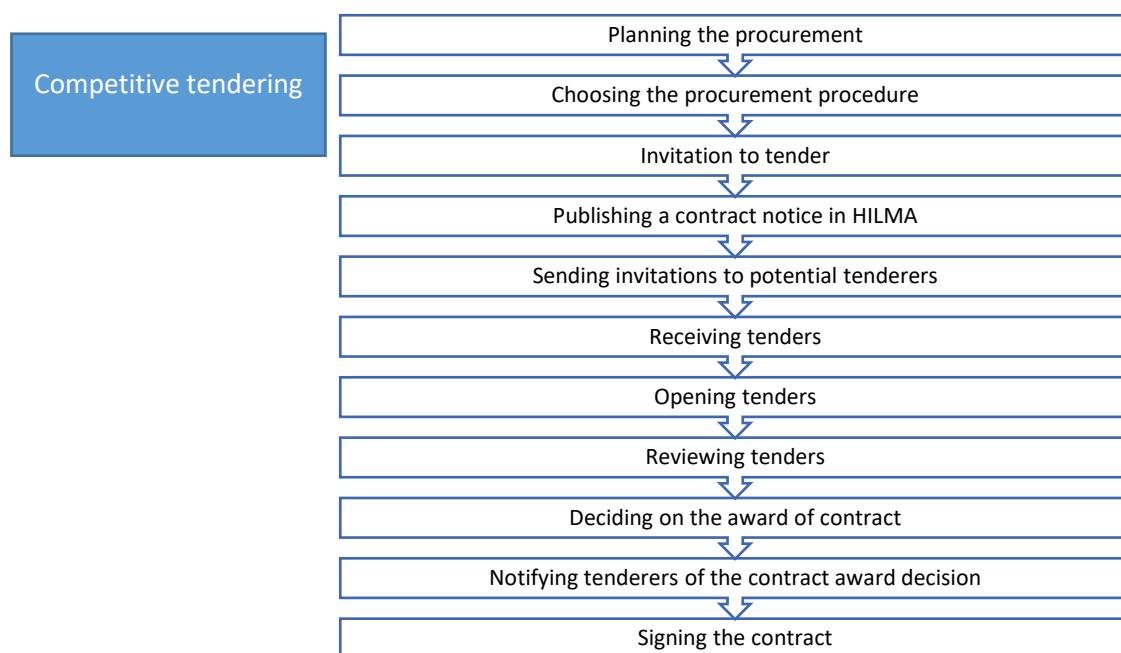 Competitive tendering
Planning the procurement
Choosing the procurement procedure
Invitation to tender
Publishing a contract notice in HILMA
Sending invitations to potential tenderers
Receiving tenders
Opening tenders
Reviewing tenders
Deciding on the award of contract
Notifying tenderers of the contract award decision
Signing the contract